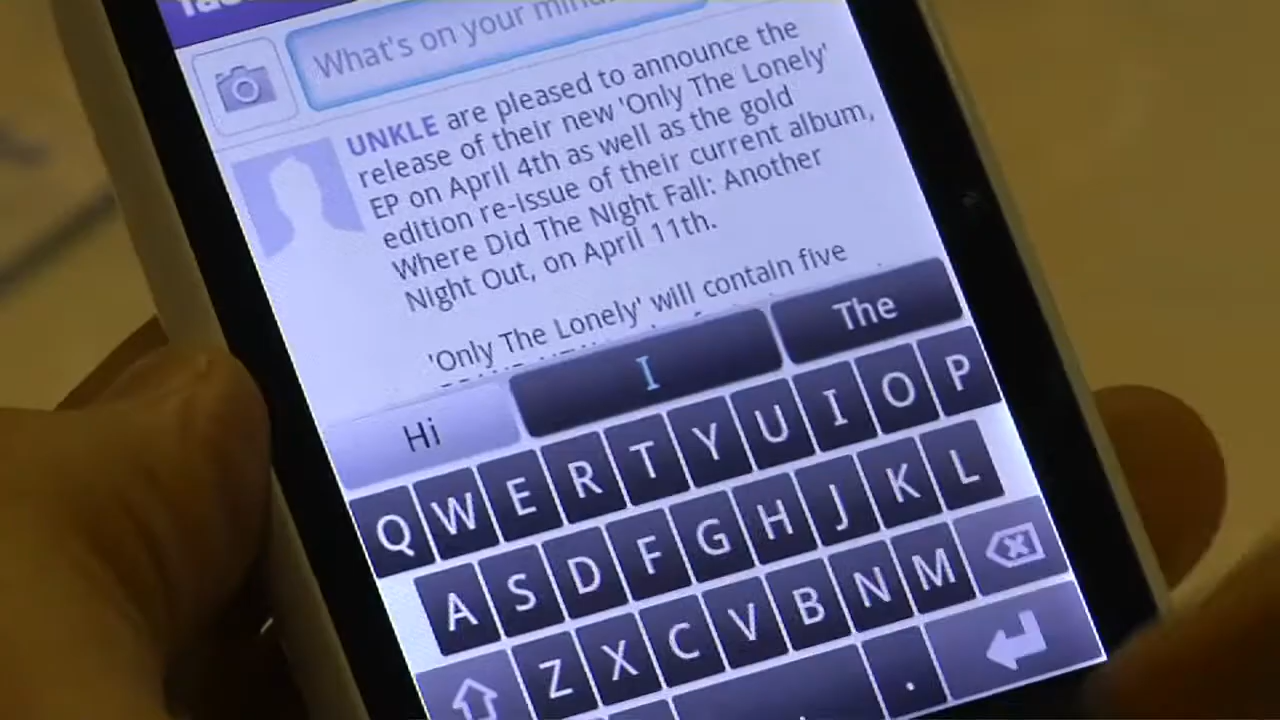 What's on your mind
UNKLE are pleased to announce the
release of their new 'Only The Lonely'
EP on April 4th as well as the gold
edition re-issue of their current album,
Where Did The Night Fall: Another
Night Out, on April 11th.
'Only The Lonely' will contain five
Hi I The
Q W E R T Y U I O P
A S D F G H J K L
Z X C V B N M
.